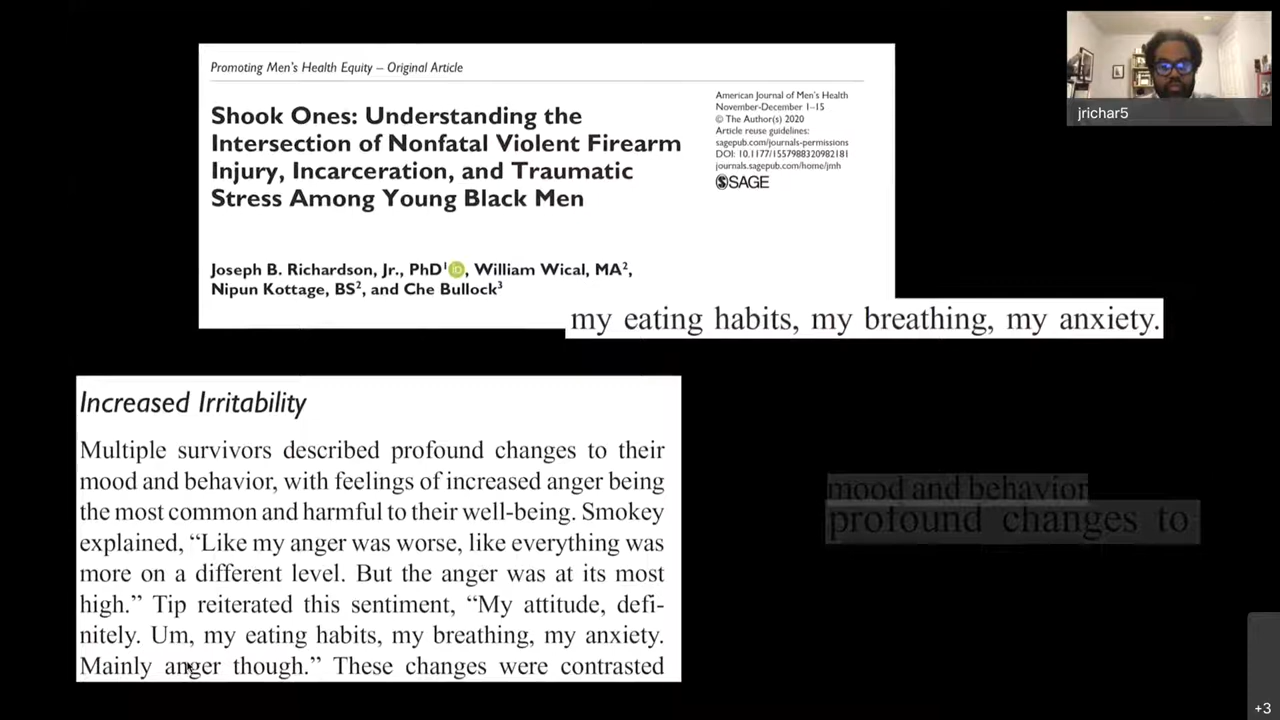 Promoting Men's Health Equity – Original Article
Shook Ones: Understanding the
Intersection of Nonfatal Violent Firearm
Injury, Incarceration, and Traumatic
Stress Among Young Black Men
American Journal of Men's Health
November-December 1–15
© The Author(s) 2020
Article reuse guidelines:
sagepub.com/journals-permissions
DOI: 10.1177/1557988320982181
journals.sagepub.com/home/jmh
SAGE
Joseph B. Richardson, Jr., PhD¹ iD, William Wical, MA²,
Nipun Kottage, BS², and Che Bullock³
jrichar5
my eating habits, my breathing, my anxiety.
Increased Irritability
Multiple survivors described profound changes to their
mood and behavior, with feelings of increased anger being
the most common and harmful to their well-being. Smokey
explained, “Like my anger was worse, like everything was
more on a different level. But the anger was at its most
high.” Tip reiterated this sentiment, “My attitude, defi-
nitely. Um, my eating habits, my breathing, my anxiety.
Mainly anger though.” These changes were contrasted
mood and behavior
profound changes to
+3